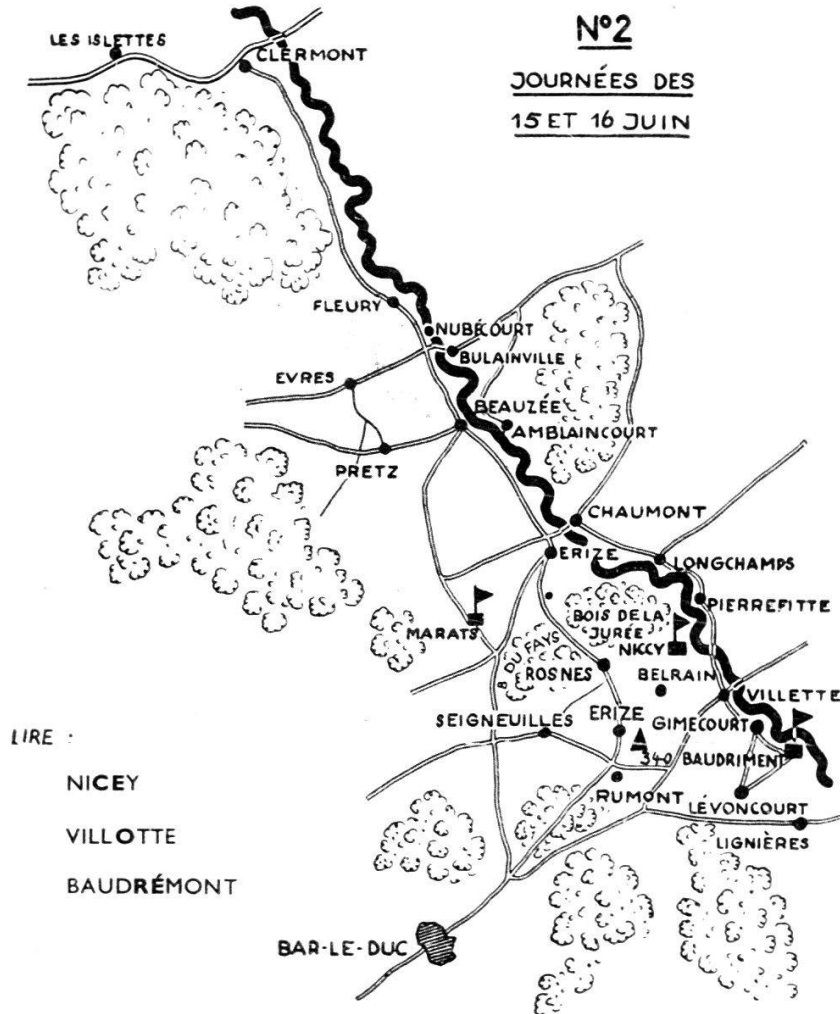 N°2
JOURNÉES DES
15 ET 16 JUIN
LES ISLETTES
CLERMONT
FLEURY
NUBÉCOURT
BULAINVILLE
EVRES
BEAUZÉE
AMBLAINCOURT
PRETZ
CHAUMONT
ERIZE
LONGCHAMPS
PIERREFITTE
BOIS DE LA
JURÉE
MARATS
NICCY
B DU FAYS
ROSNES
BELRAIN
VILLETTE
SEIGNEUILLES
ERIZE
GIMECOURT
340
BAUDRIMENT
RUMONT
LÉVONCOURT
LIGNIÈRES
BAR-LE-DUC
LIRE :
NICEY
VILLOTTE
BAUDRÉMONT